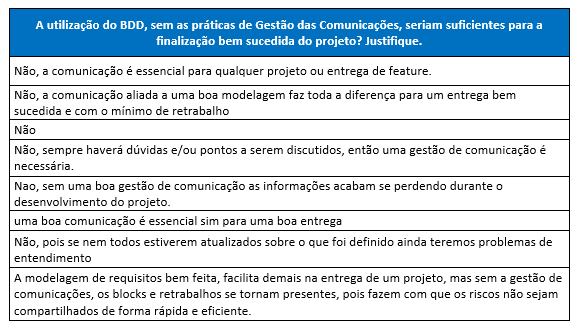 A utilização do BDD, sem as práticas de Gestão das Comunicações, seriam suficientes para a
finalização bem sucedida do projeto? Justifique.
Não, a comunicação é essencial para qualquer projeto ou entrega de feature.
Não, a comunicação aliada a uma boa modelagem faz toda a diferença para um entrega bem
sucedida e com o mínimo de retrabalho
Não
Não, sempre haverá dúvidas e/ou pontos a serem discutidos, então uma gestão de comunicação é
necessária.
Nao, sem uma boa gestão de comunicação as informações acabam se perdendo durante o
desenvolvimento do projeto.
uma boa comunicação é essencial sim para uma boa entrega
Não, pois se nem todos estiverem atualizados sobre o que foi definido ainda teremos problemas de
entendimento
A modelagem de requisitos bem feita, facilita demais na entrega de um projeto, mas sem a gestão de
comunicações, os blocks e retrabalhos se tornam presentes, pois fazem com que os riscos não sejam
compartilhados de forma rápida e eficiente.